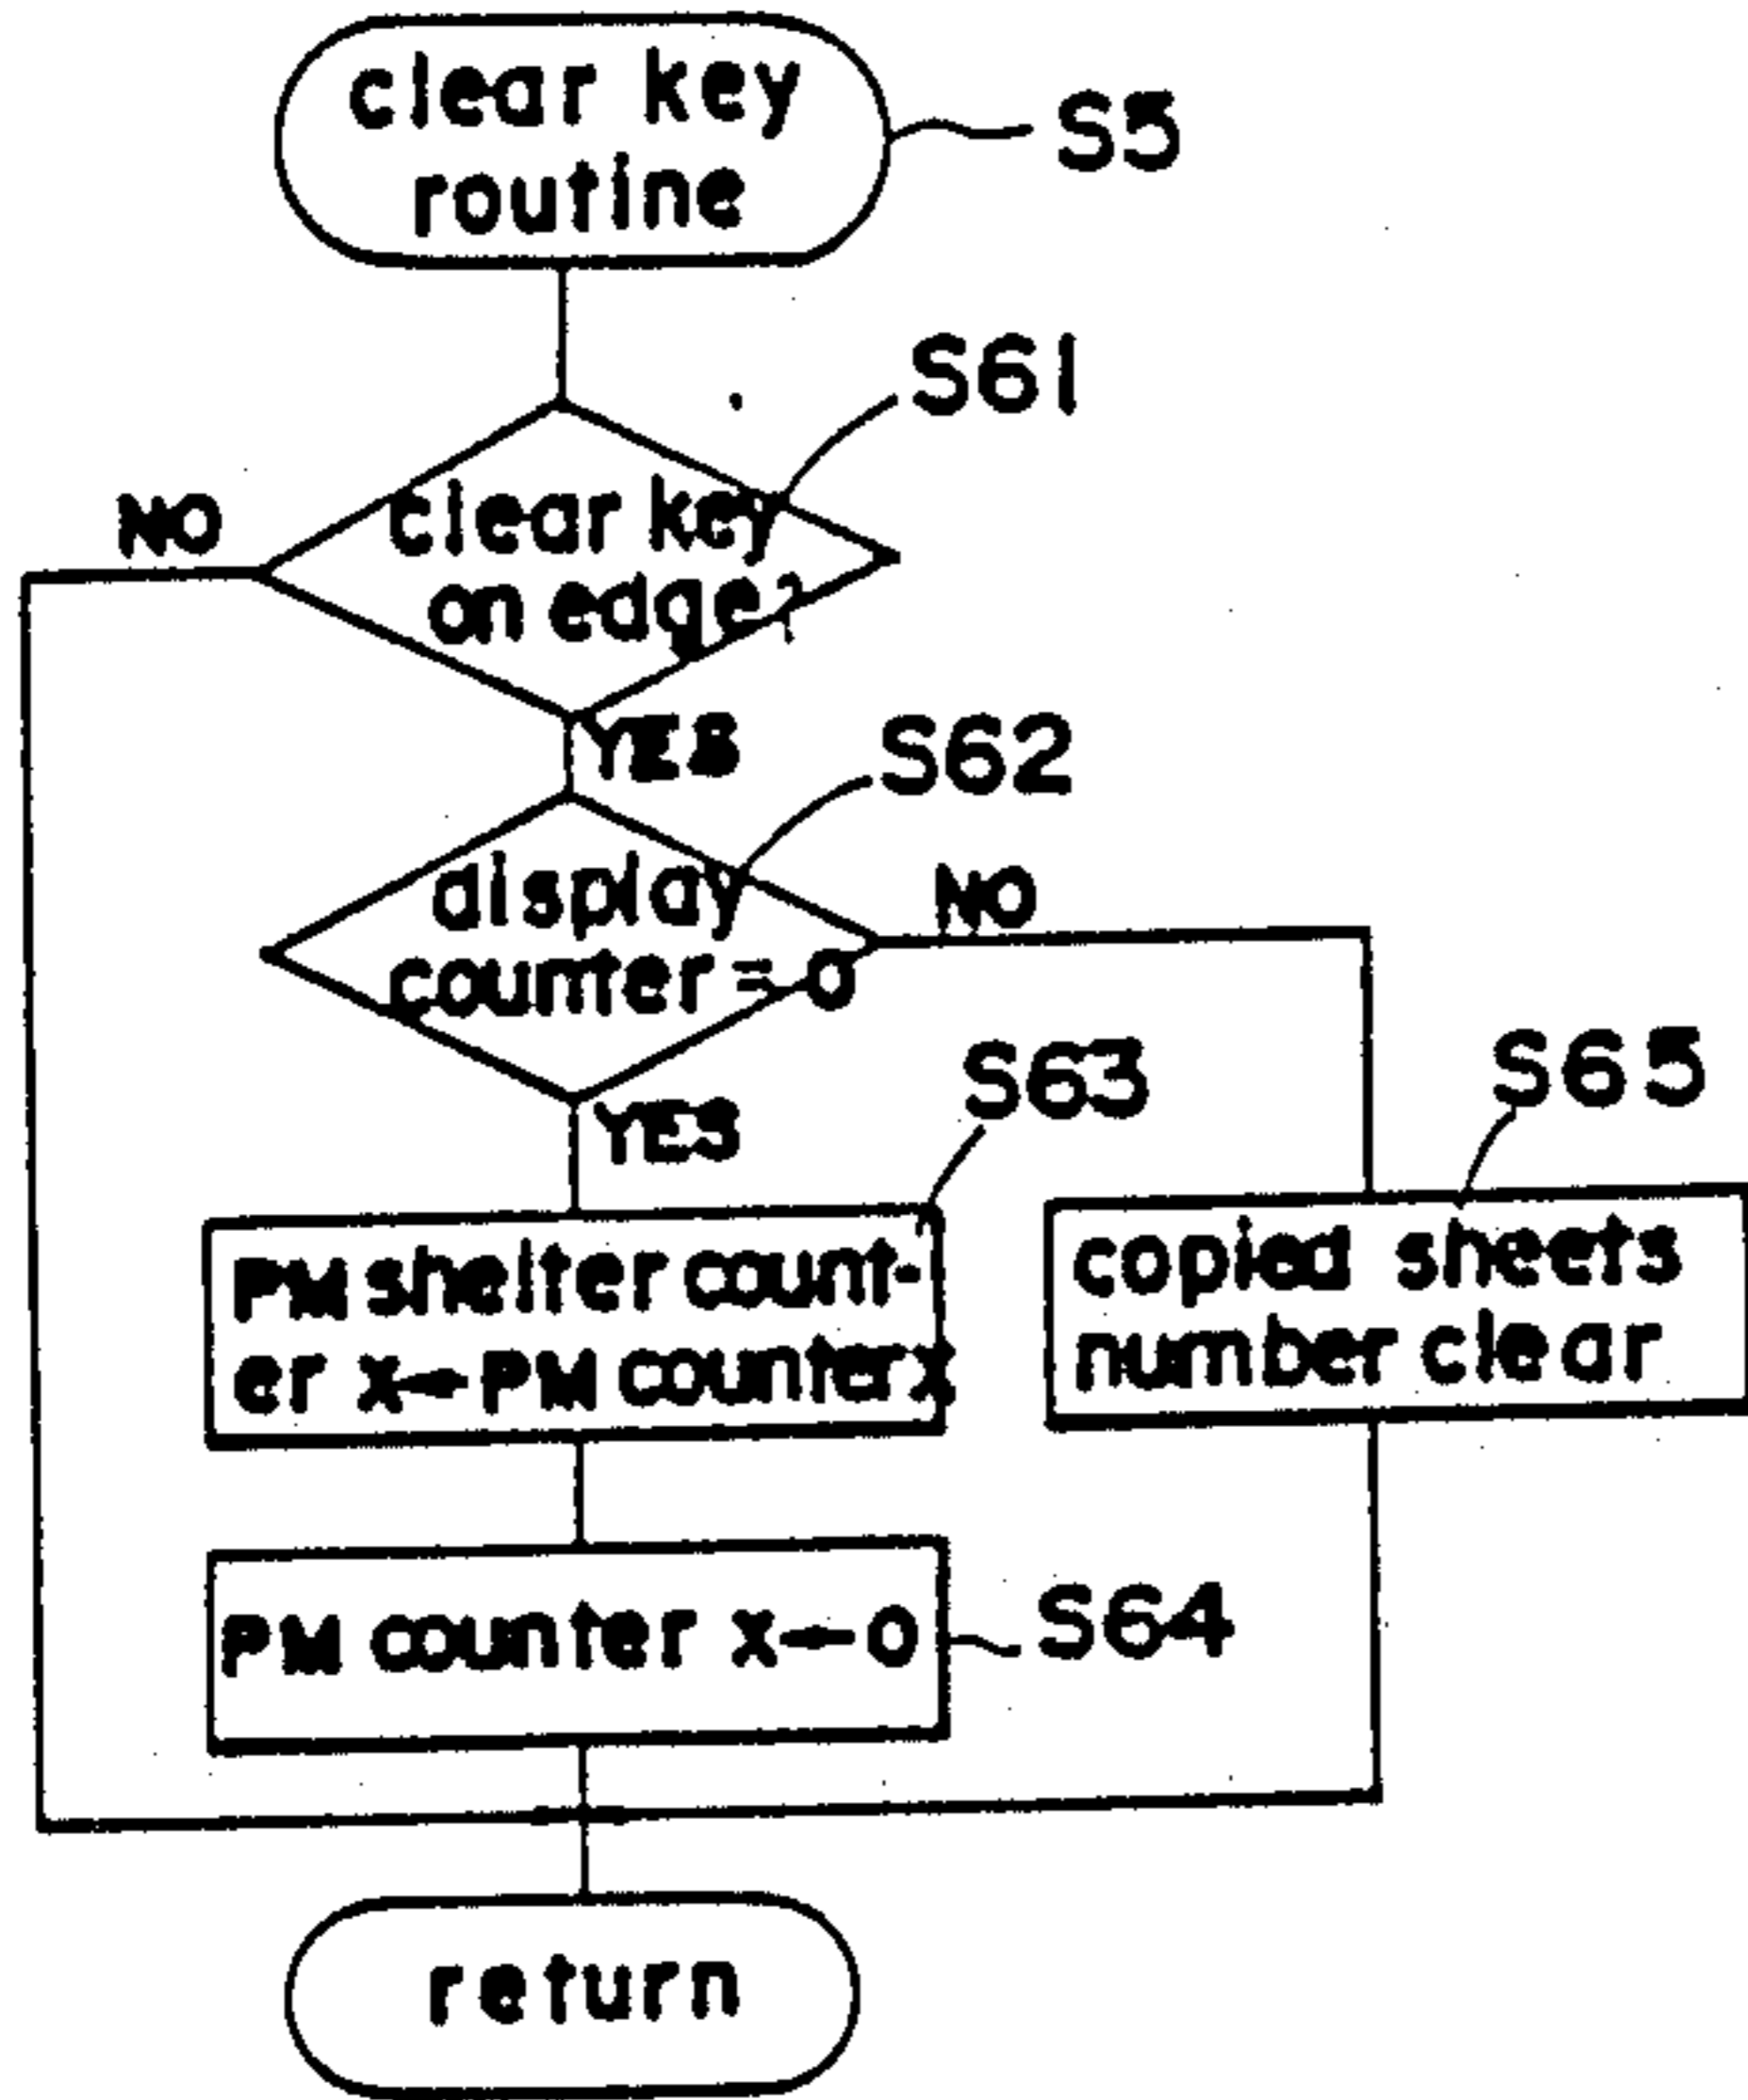 clear key
routine
S5
S61
NO
clear key
on edge?
YES
S62
display
counter = 0
NO
YES
S63
S65
PM shelter count-
er x←PM counter x
copied sheets
number clear
PM counter x←0
S64
return